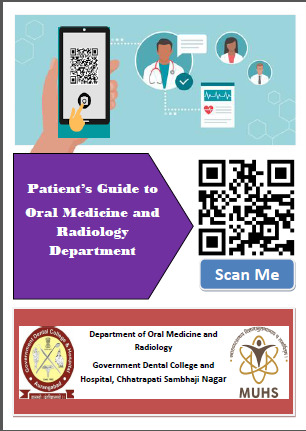 Patient's Guide to
Oral Medicine and
Radiology
Department
Scan Me
Department of Oral Medicine and
Radiology
Government Dental College and
Hospital, Chhatrapati Sambhaji Nagar
Government Dental College & Hospital
Aurangabad
MUHS